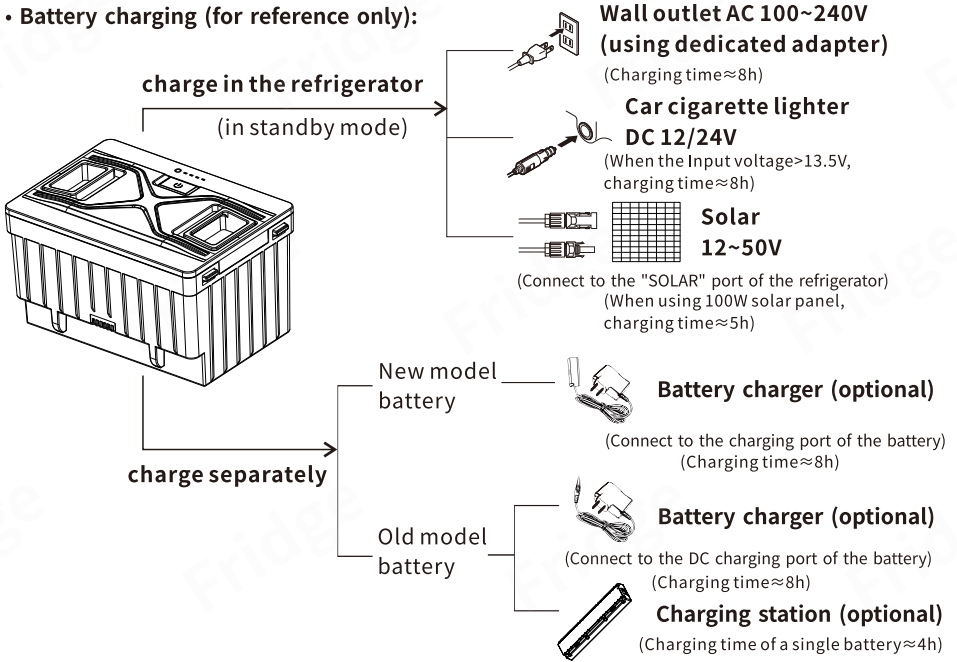 • Battery charging (for reference only):
charge in the refrigerator
(in standby mode)
Wall outlet AC 100~240V
(using dedicated adapter)
(Charging time≈8h)
Car cigarette lighter
DC 12/24V
(When the Input voltage>13.5V,
charging time≈8h)
Solar
12~50V
(Connect to the "SOLAR" port of the refrigerator)
(When using 100W solar panel,
charging time≈5h)
charge separately
New model
battery
Battery charger (optional)
(Connect to the charging port of the battery)
(Charging time≈8h)
Old model
battery
Battery charger (optional)
(Connect to the DC charging port of the battery)
(Charging time≈8h)
Charging station (optional)
(Charging time of a single battery≈4h)
Fridge
Fridge
Fridge
Fridge
Fridge